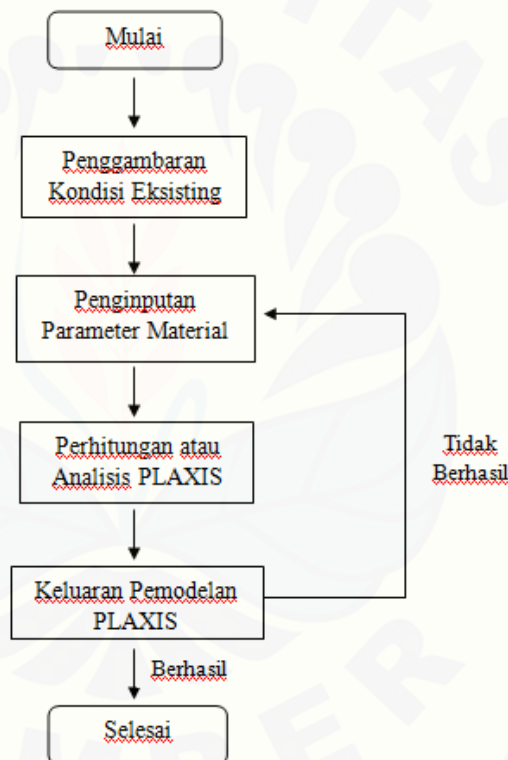 Mulai
Penggambaran
Kondisi Eksisting
Penginputan
Parameter Material
Perhitungan atau
Analisis PLAXIS
Tidak
Berhasil
Keluaran Pemodelan
PLAXIS
Berhasil
Selesai